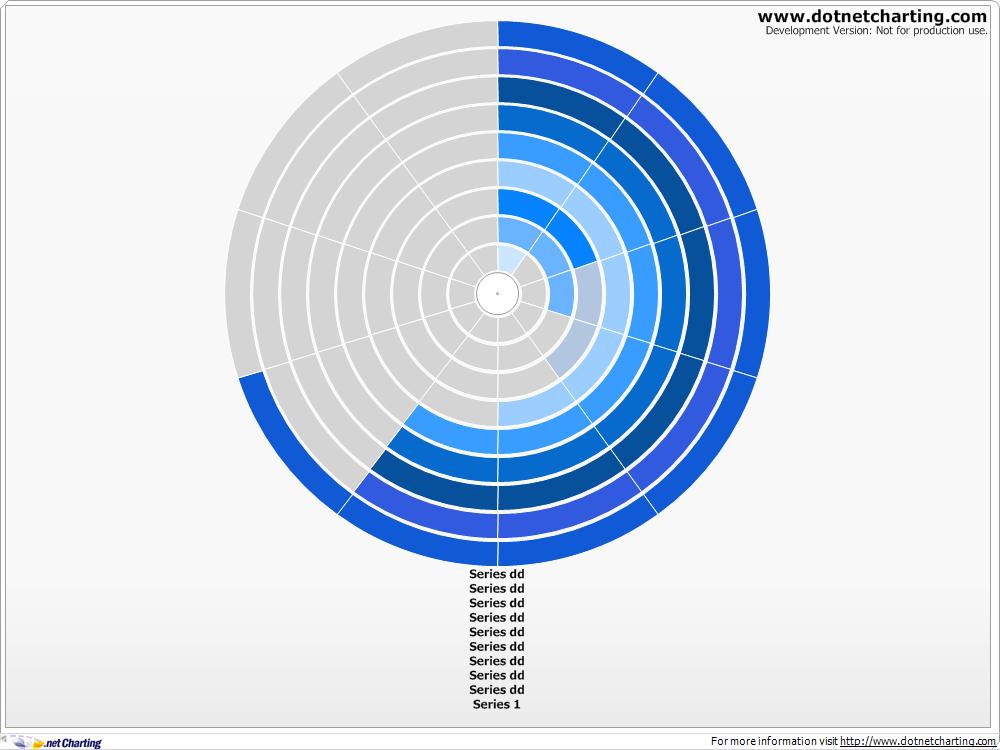 www.dotnetcharting.com
Development Version: Not for production use.
Series dd
Series dd
Series dd
Series dd
Series dd
Series dd
Series dd
Series dd
Series dd
Series 1
.net Charting
For more information visit http://www.dotnetcharting.com